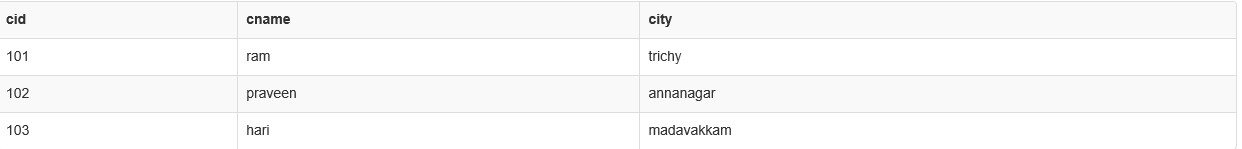 cid cname city
101 ram trichy
102 praveen annanagar
103 hari madavakkam